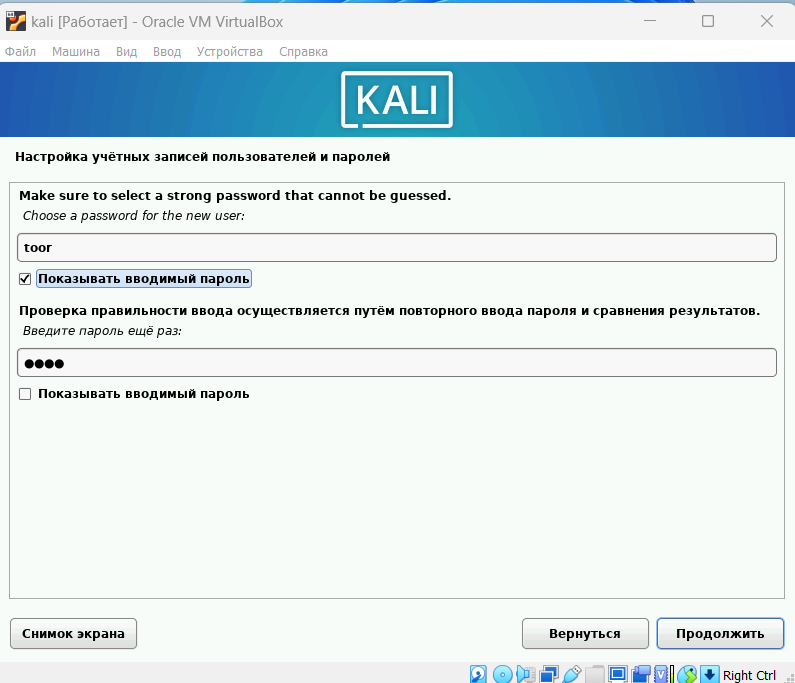 kali [Работает] - Oracle VM VirtualBox
Файл Машина Вид Ввод Устройства Справка
KALI
Настройка учётных записей пользователей и паролей
Make sure to select a strong password that cannot be guessed.
Choose a password for the new user:
toor
Показывать вводимый пароль
Проверка правильности ввода осуществляется путём повторного ввода пароля и сравнения результатов.
Введите пароль ещё раз:
●●●●
Показывать вводимый пароль
Снимок экрана Вернуться Продолжить
Right Ctrl